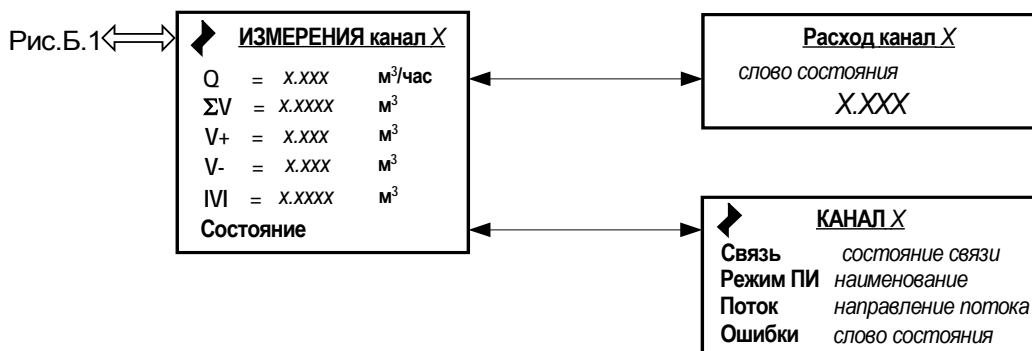 Рис.Б.1
ИЗМЕРЕНИЯ канал X
Q = X.XXX м³/час
ΣV = X.XXXX м³
V+ = X.XXX м³
V- = X.XXX м³
|V| = X.XXXX м³
Состояние
Расход канал X
слово состояния
X.XXX
КАНАЛ X
Связь состояние связи
Режим ПИ наименование
Поток направление потока
Ошибки слово состояния